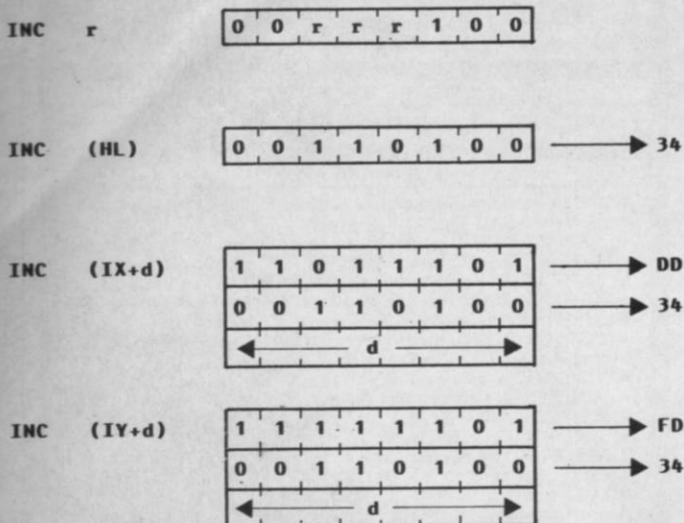 INC r 0 0 r r r 1 0 0
INC (HL) 0 0 1 1 0 1 0 0 34
INC (IX+d) 1 1 0 1 1 1 0 1 DD
0 0 1 1 0 1 0 0 34
d
INC (IY+d) 1 1 1 1 1 1 0 1 FD
0 0 1 1 0 1 0 0 34
d